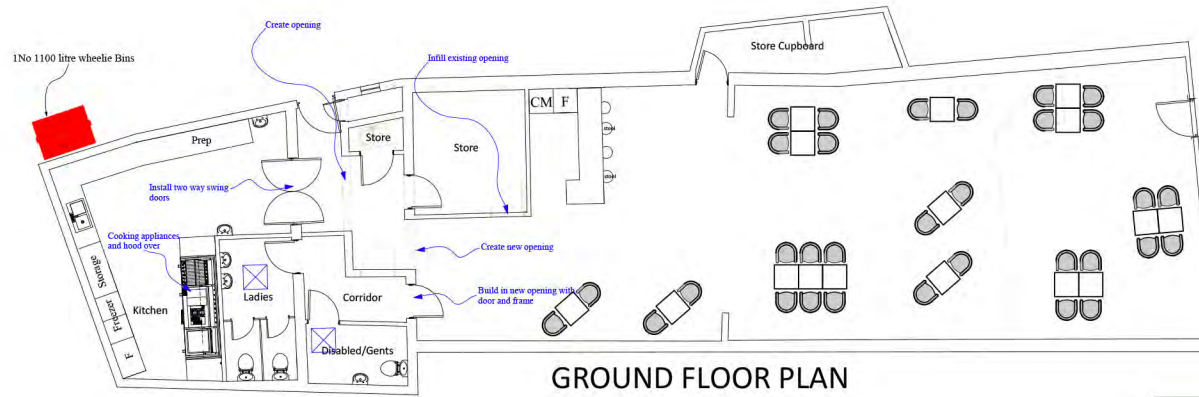 Create opening
1No 1100 litre wheelie Bins
Infill existing opening
Store Cupboard
CM
F
Prep
Store
Store
stool
stool
Install two way swing
doors
Cooking appliances
and hood over
Create new opening
Storage
Build in new opening with
door and frame
Ladies
Corridor
Kitchen
Freezer
F
Disabled/Gents
GROUND FLOOR PLAN